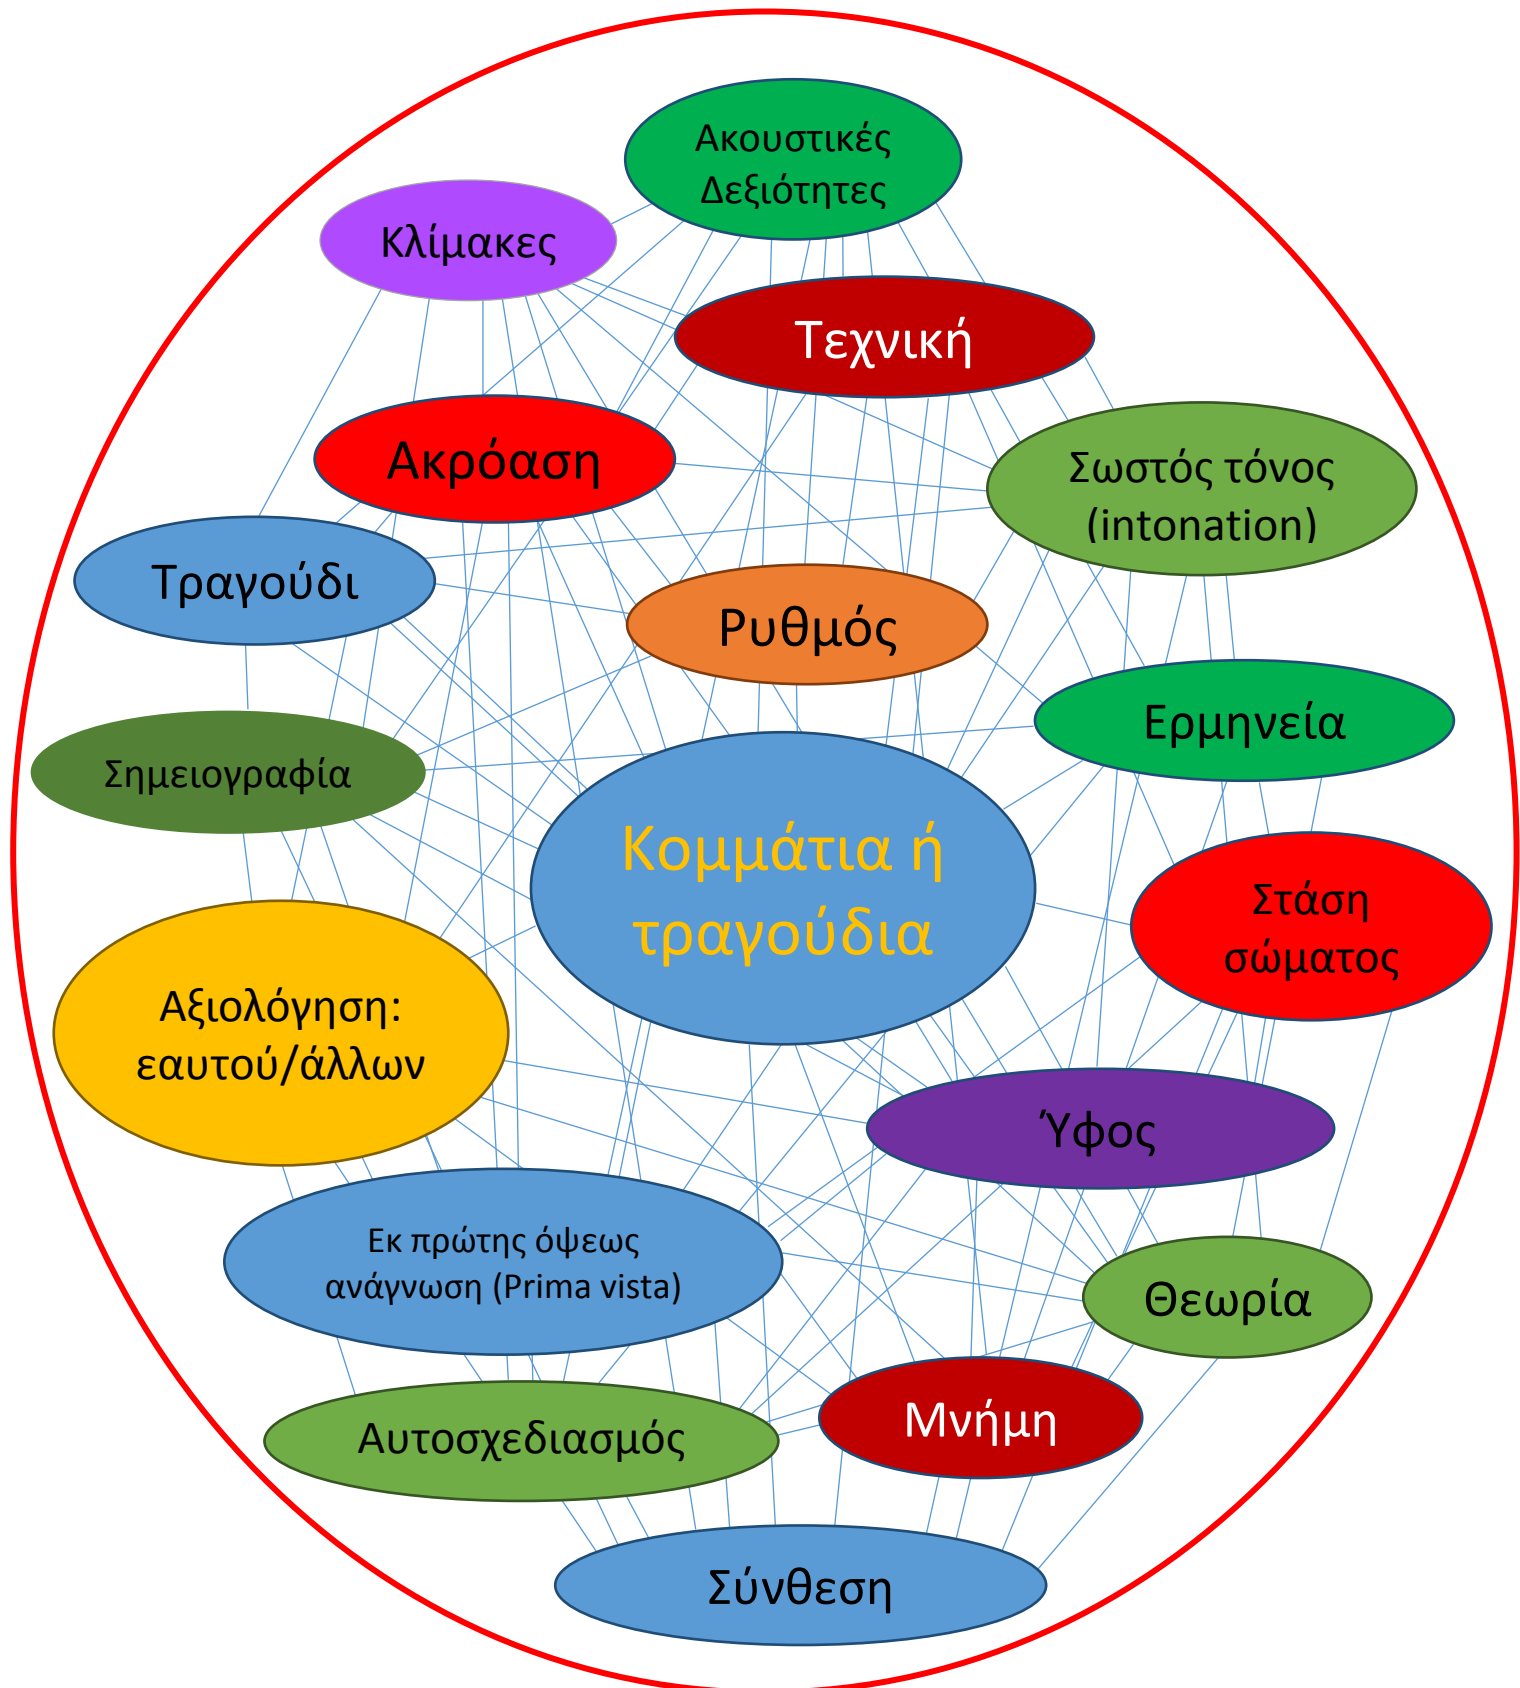 Ακουστικές
Δεξιότητες
Κλίμακες
Τεχνική
Ακρόαση
Σωστός τόνος
(intonation)
Τραγούδι
Ρυθμός
Ερμηνεία
Σημειογραφία
Κομμάτια ή
τραγούδια
Στάση
σώματος
Αξιολόγηση:
εαυτού/άλλων
Ύφος
Εκ πρώτης όψεως
ανάγνωση (Prima vista)
Θεωρία
Μνήμη
Αυτοσχεδιασμός
Σύνθεση